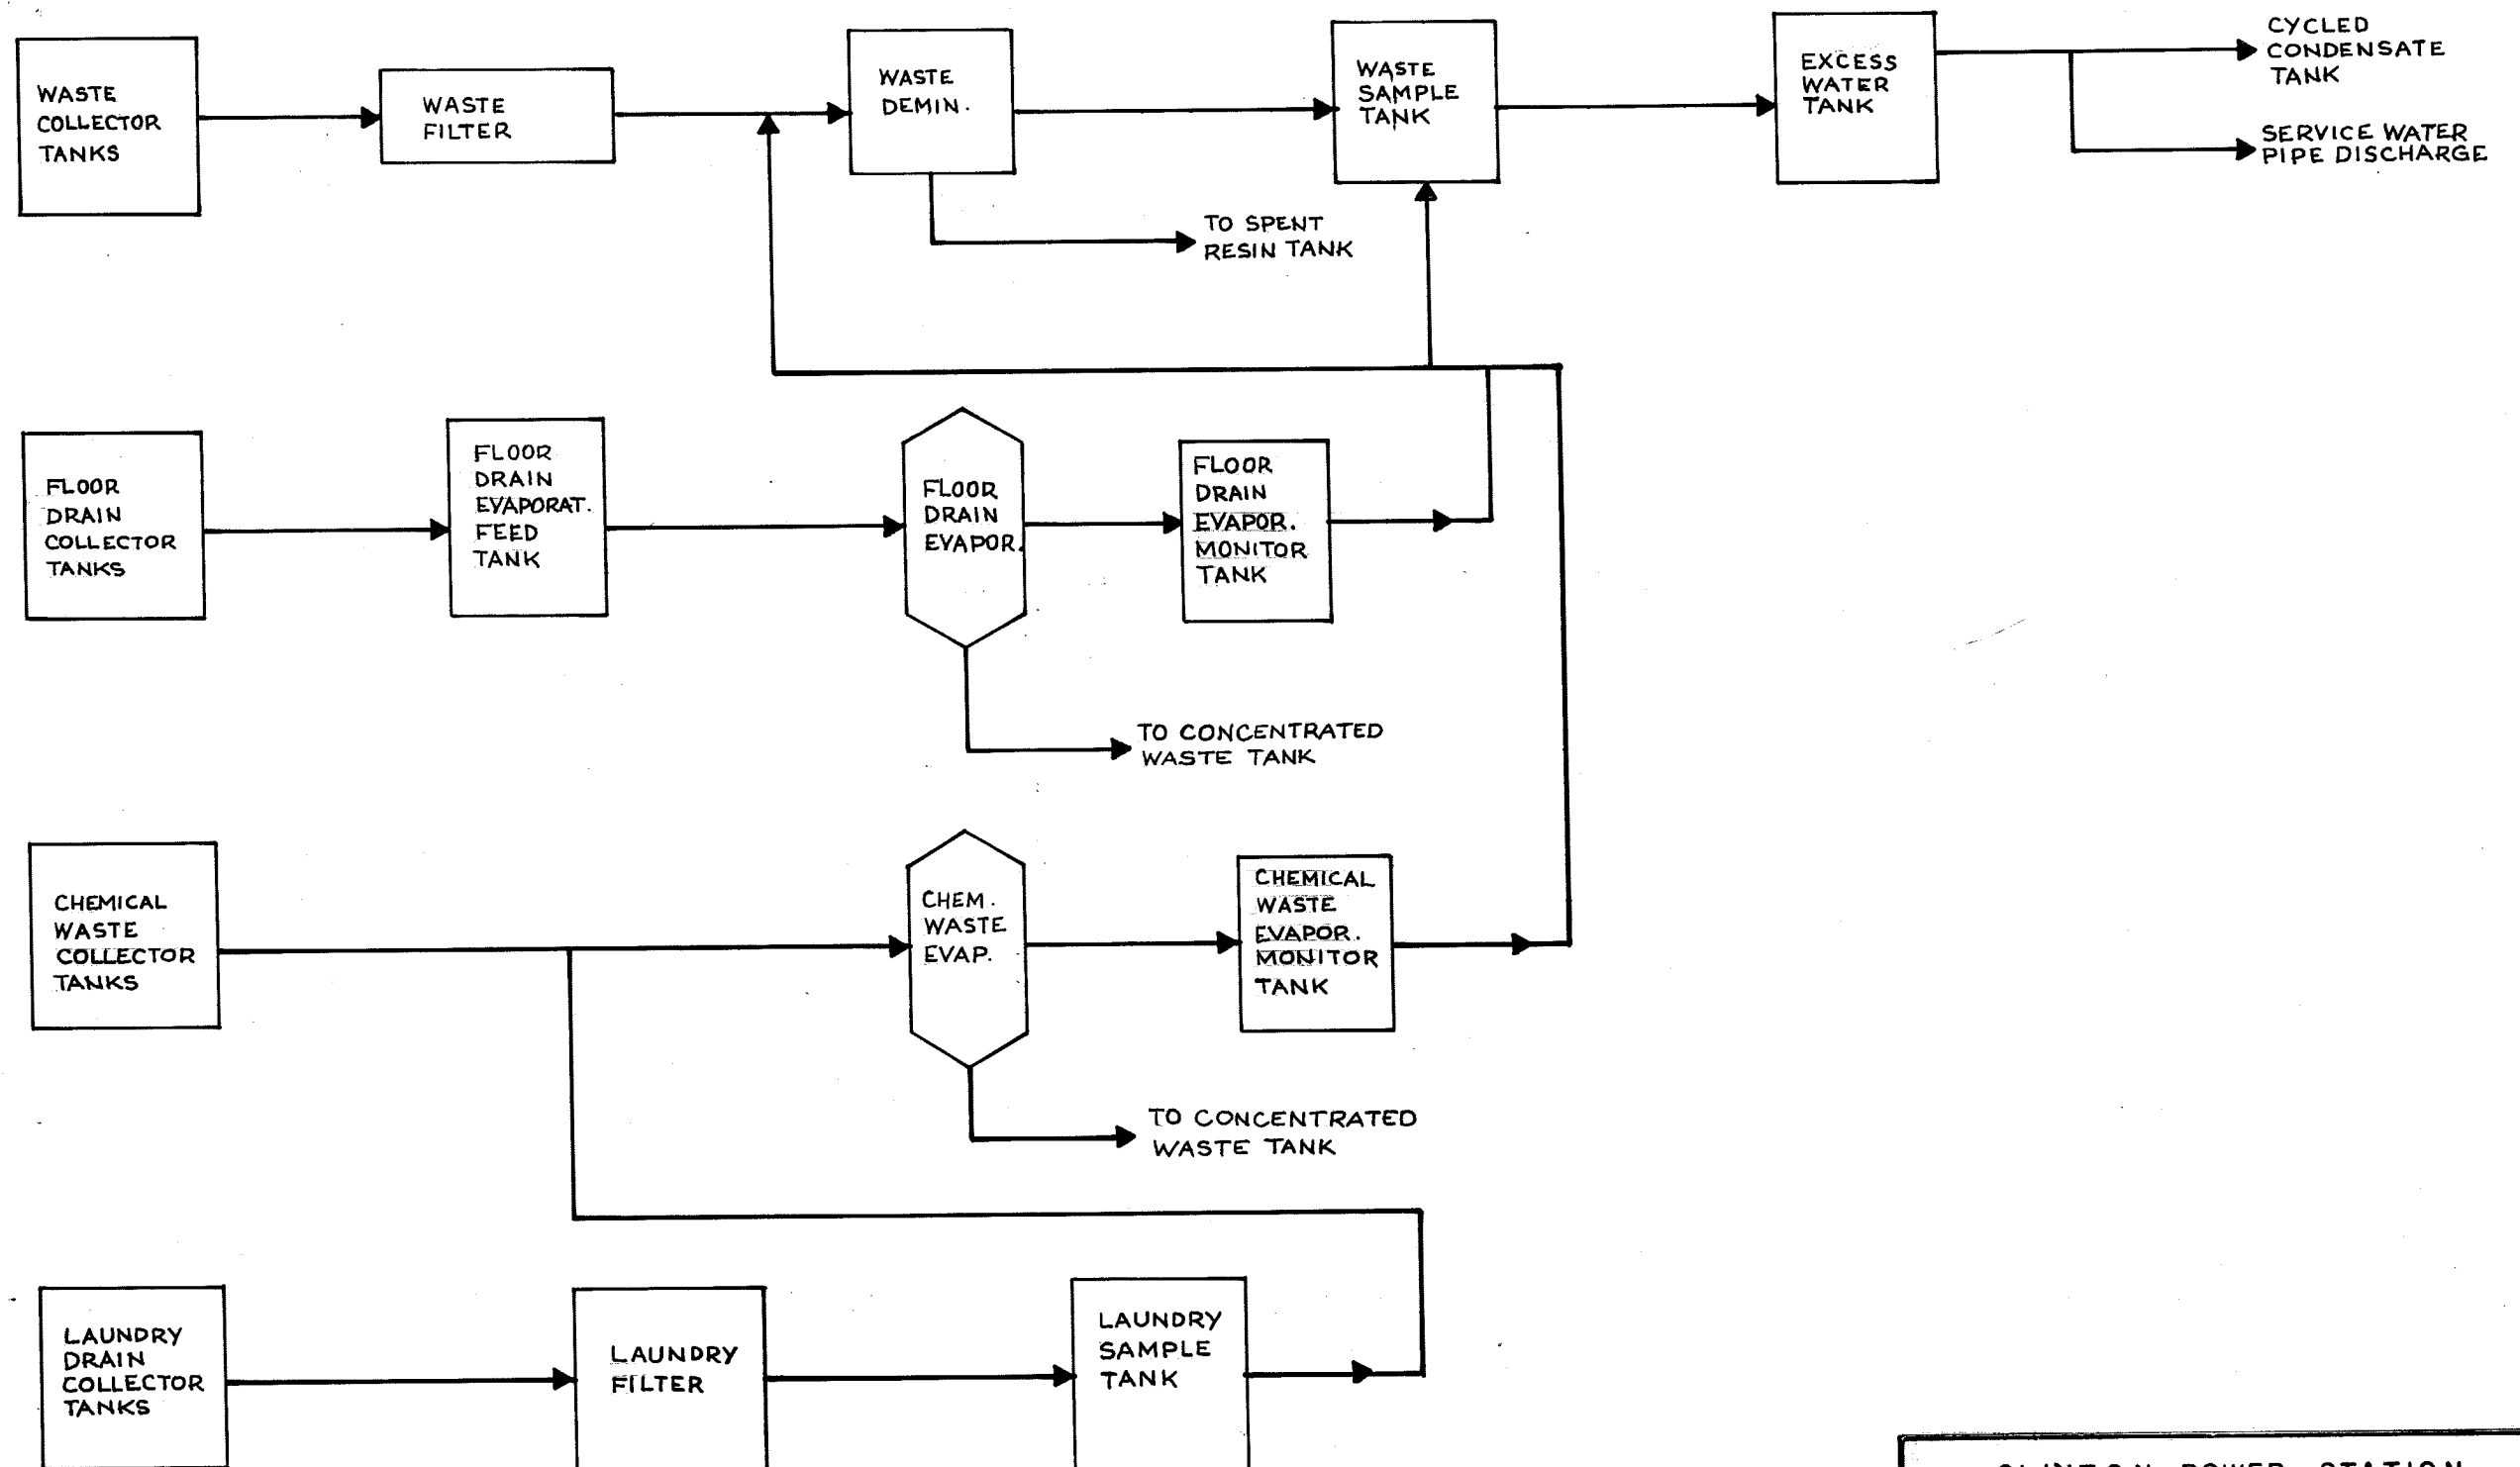 WASTE
COLLECTOR
TANKS
WASTE
FILTER
WASTE
DEMIN.
WASTE
SAMPLE
TANK
EXCESS
WATER
TANK
CYCLED
CONDENSATE
TANK
SERVICE WATER
PIPE DISCHARGE
TO SPENT
RESIN TANK
FLOOR
DRAIN
COLLECTOR
TANKS
FLOOR
DRAIN
EVAPORAT.
FEED
TANK
FLOOR
DRAIN
EVAPOR.
FLOOR
DRAIN
EVAPOR.
MONITOR
TANK
TO CONCENTRATED
WASTE TANK
CHEMICAL
WASTE
COLLECTOR
TANKS
CHEM.
WASTE
EVAP.
CHEMICAL
WASTE
EVAPOR.
MONITOR
TANK
TO CONCENTRATED
WASTE TANK
LAUNDRY
DRAIN
COLLECTOR
TANKS
LAUNDRY
FILTER
LAUNDRY
SAMPLE
TANK
CLINTON POWER STATION